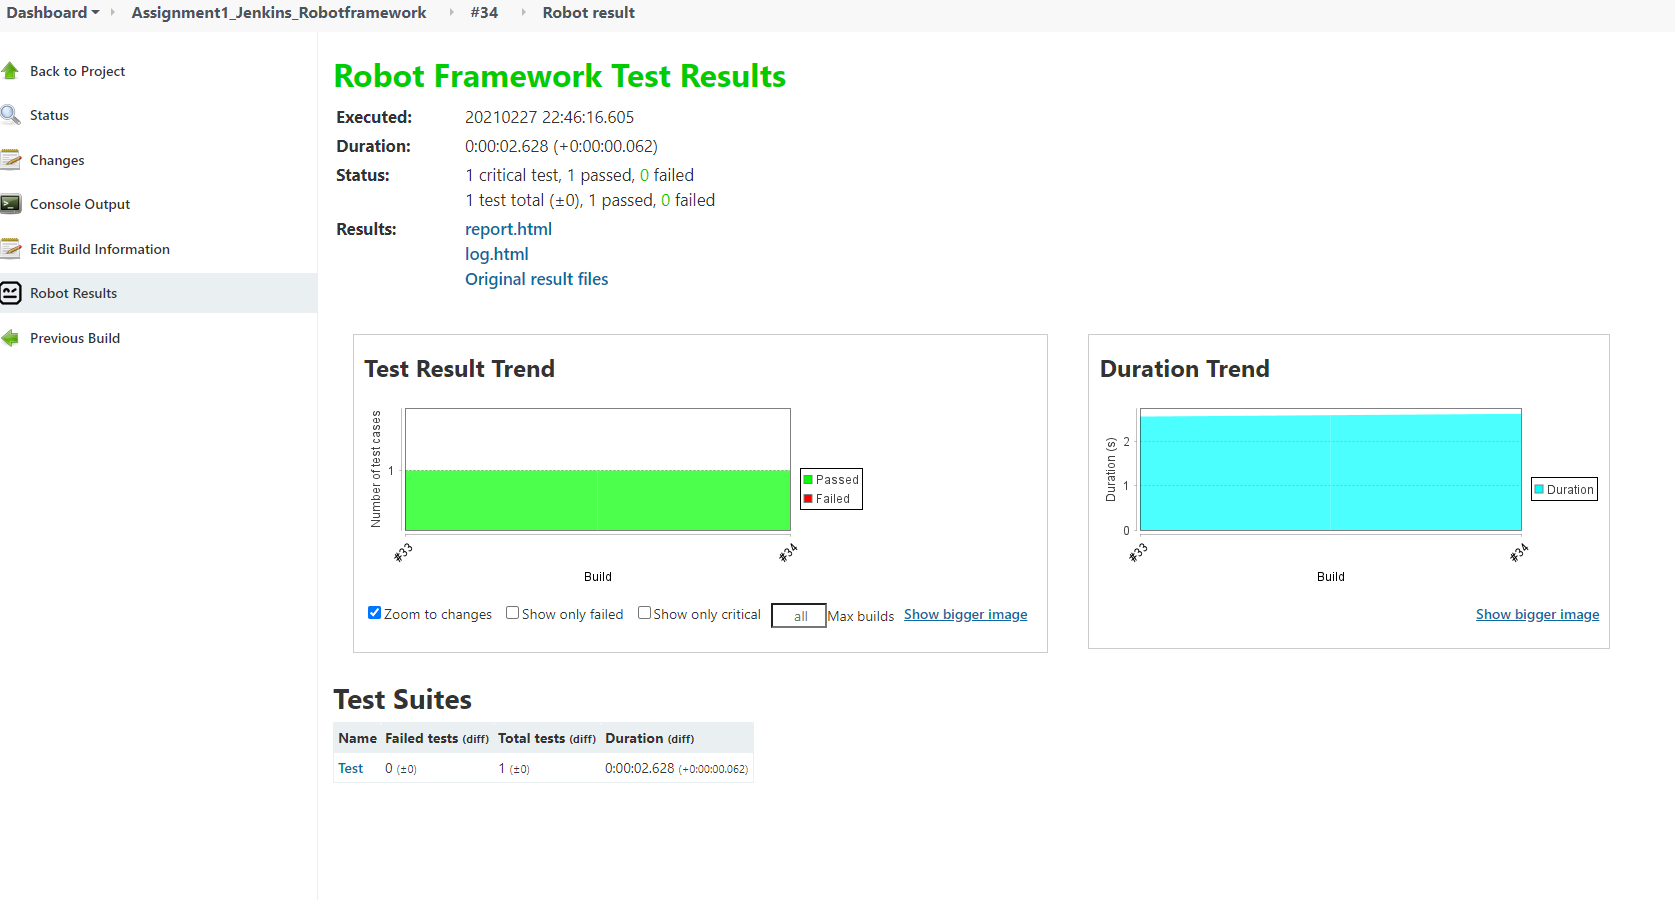 Dashboard Assignment1_Jenkins_Robotframework #34 Robot result
Back to Project
Status
Changes
Console Output
Edit Build Information
Robot Results
Previous Build
Robot Framework Test Results
Executed: 20210227 22:46:16.605
Duration: 0:00:02.628 (+0:00:00.062)
Status: 1 critical test, 1 passed, 0 failed
1 test total (±0), 1 passed, 0 failed
Results: report.html
log.html
Original result files
Test Result Trend
Number of test cases
1
Passed
Failed
#33 #34
Build
Zoom to changes Show only failed Show only critical all Max builds Show bigger image
Duration Trend
Duration (s)
2
1
0
Duration
#33 #34
Build
Show bigger image
Test Suites
Name Failed tests (diff) Total tests (diff) Duration (diff)
Test 0 (±0) 1 (±0) 0:00:02.628 (+0:00:00.062)